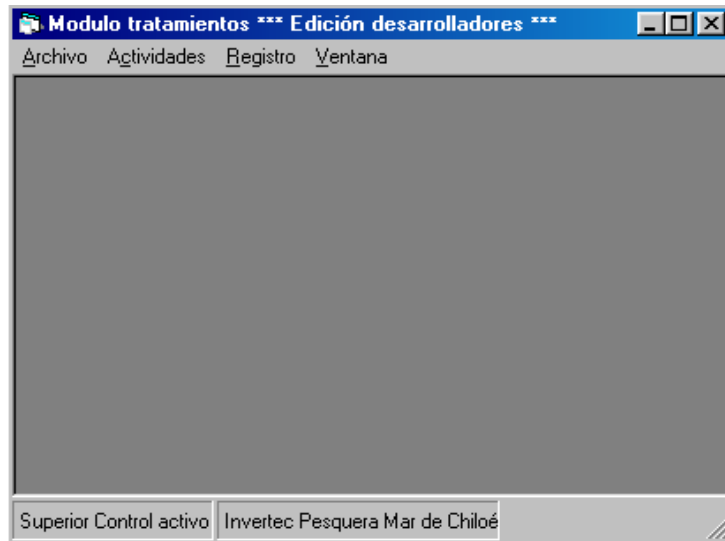 Modulo tratamientos *** Edición desarrolladores ***
Archivo Actividades Registro Ventana
Superior Control activo Invertec Pesquera Mar de Chiloé